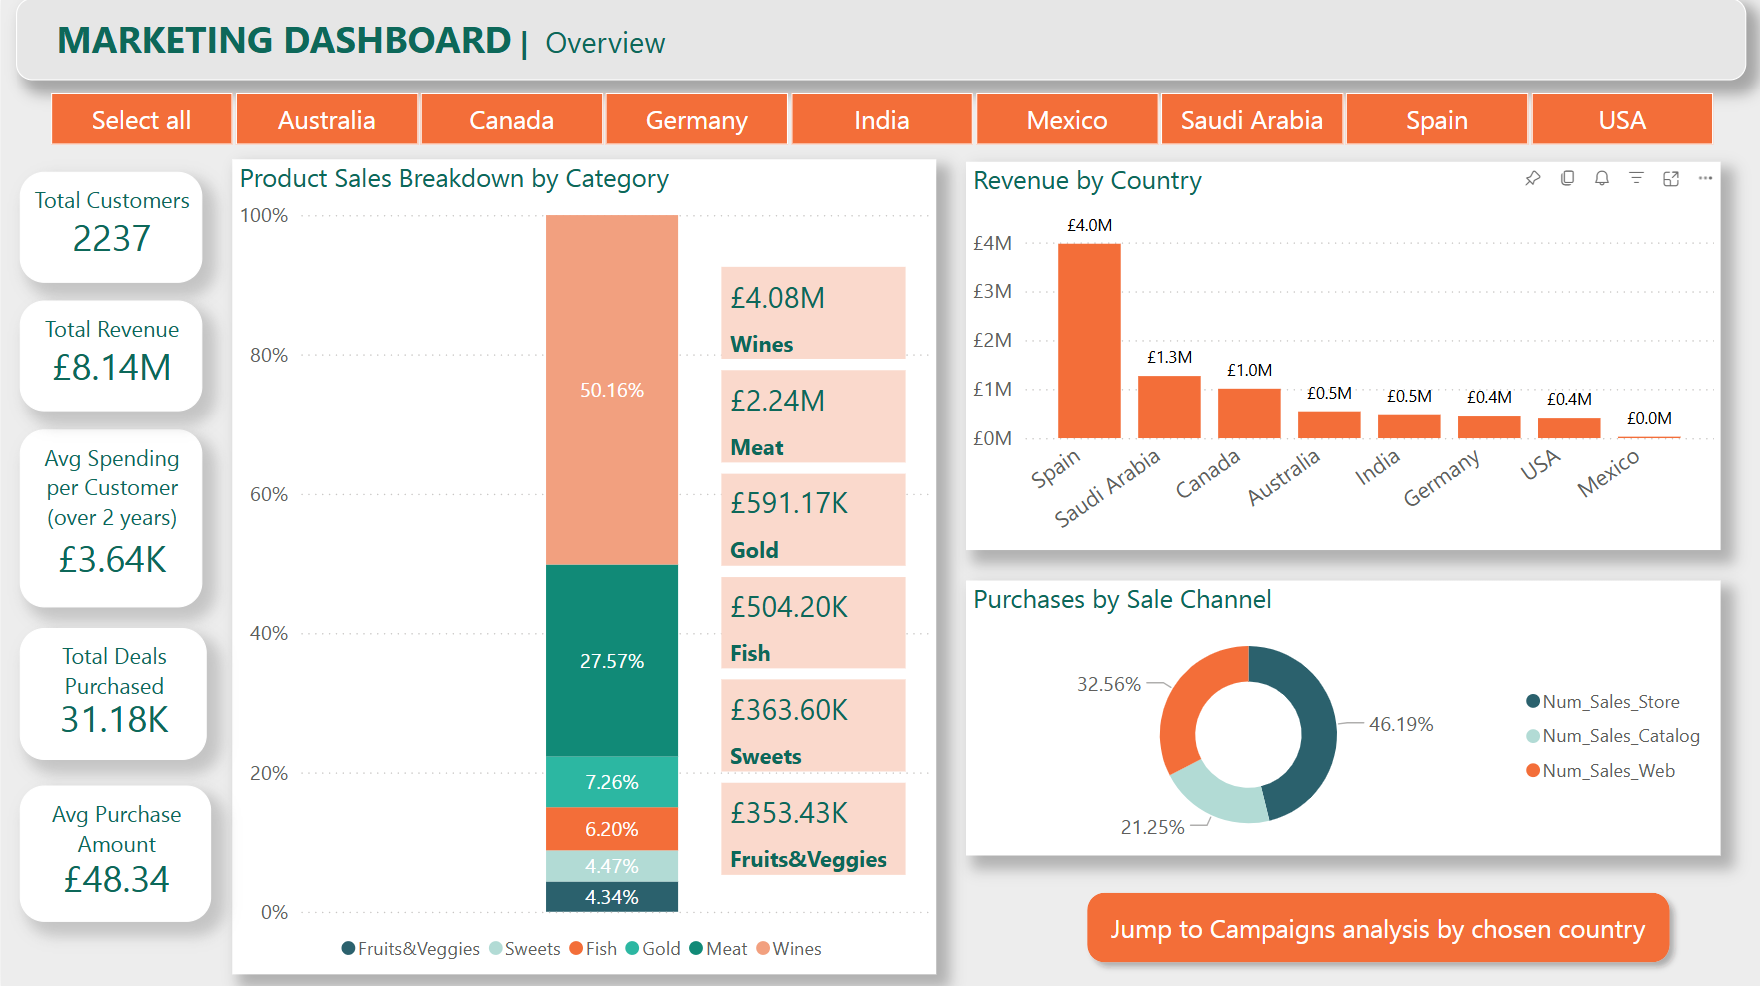 MARKETING DASHBOARD | Overview
Select all
Australia
Canada
Germany
India
Mexico
Saudi Arabia
Spain
USA
Total Customers
2237
Total Revenue
£8.14M
Avg Spending
per Customer
(over 2 years)
£3.64K
Total Deals
Purchased
31.18K
Avg Purchase
Amount
£48.34
Product Sales Breakdown by Category
100%
80%
60%
40%
20%
0%
50.16%
27.57%
7.26%
6.20%
4.47%
4.34%
£4.08M
Wines
£2.24M
Meat
£591.17K
Gold
£504.20K
Fish
£363.60K
Sweets
£353.43K
Fruits&Veggies
Fruits&Veggies Sweets Fish Gold Meat Wines
Revenue by Country
£4M
£3M
£2M
£1M
£0M
£4.0M
£1.3M
£1.0M
£0.5M
£0.5M
£0.4M
£0.4M
£0.0M
Spain
Saudi Arabia
Canada
Australia
India
Germany
USA
Mexico
Purchases by Sale Channel
32.56%
46.19%
21.25%
Num_Sales_Store
Num_Sales_Catalog
Num_Sales_Web
Jump to Campaigns analysis by chosen country